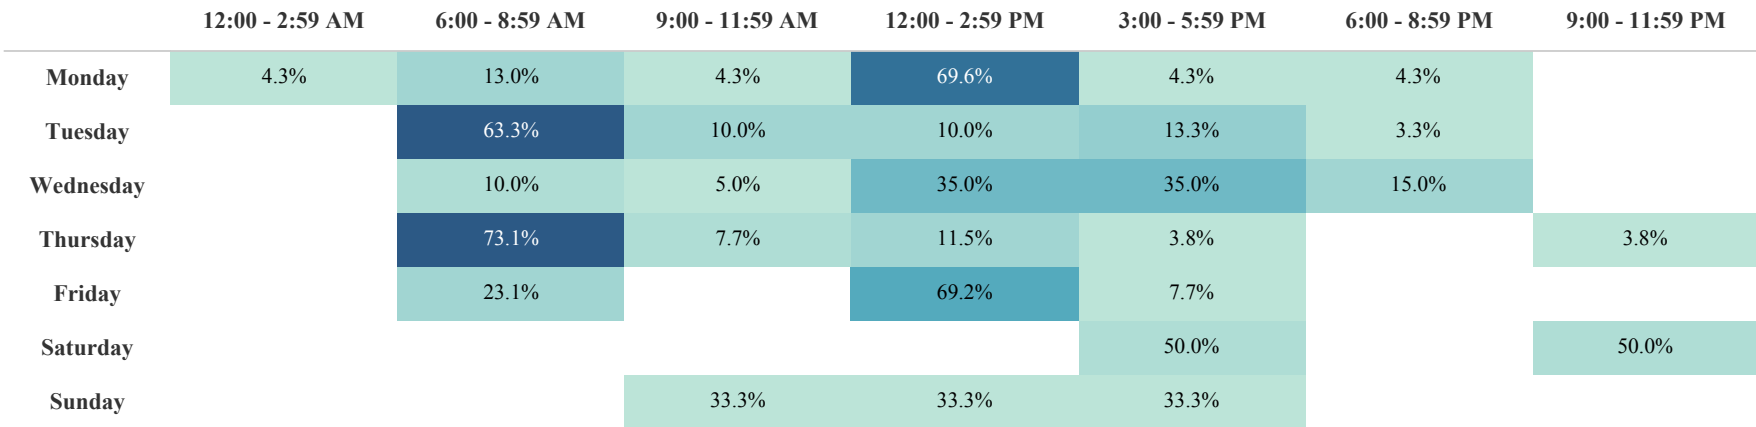 12:00 - 2:59 AM 6:00 - 8:59 AM 9:00 - 11:59 AM 12:00 - 2:59 PM 3:00 - 5:59 PM 6:00 - 8:59 PM 9:00 - 11:59 PM
Monday 4.3% 13.0% 4.3% 69.6% 4.3% 4.3%
Tuesday 63.3% 10.0% 10.0% 13.3% 3.3%
Wednesday 10.0% 5.0% 35.0% 35.0% 15.0%
Thursday 73.1% 7.7% 11.5% 3.8% 3.8%
Friday 23.1% 69.2% 7.7%
Saturday 50.0% 50.0%
Sunday 33.3% 33.3% 33.3%